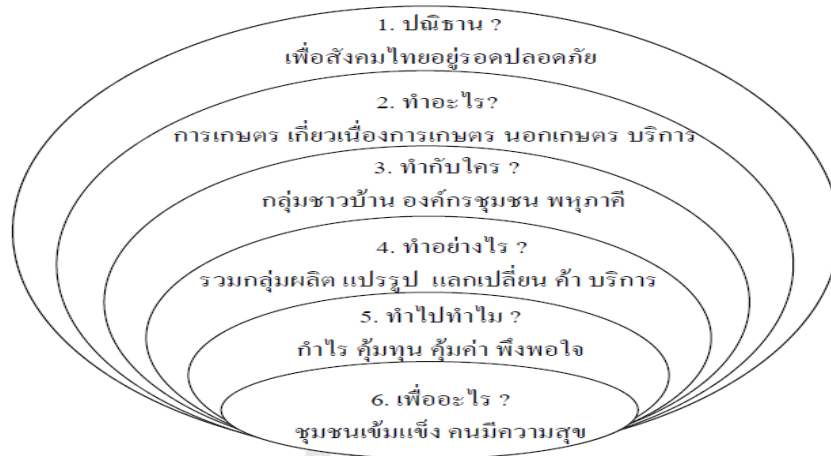 1. ปณิธาน ?
เพื่อสังคมไทยอยู่รอดปลอดภัย
2. ทำอะไร?
การเกษตร เกี่ยวเนื่องการเกษตร นอกเกษตร บริการ
3. ทำกับใคร ?
กลุ่มชาวบ้าน องค์กรชุมชน พหุภาคี
4. ทำอย่างไร ?
รวมกลุ่มผลิต แปรรูป แลกเปลี่ยน ค้า บริการ
5. ทำไปทำไม ?
กำไร คุ้มทุน คุ้มค่า พึงพอใจ
6. เพื่ออะไร ?
ชุมชนเข้มแข็ง คนมีความสุข